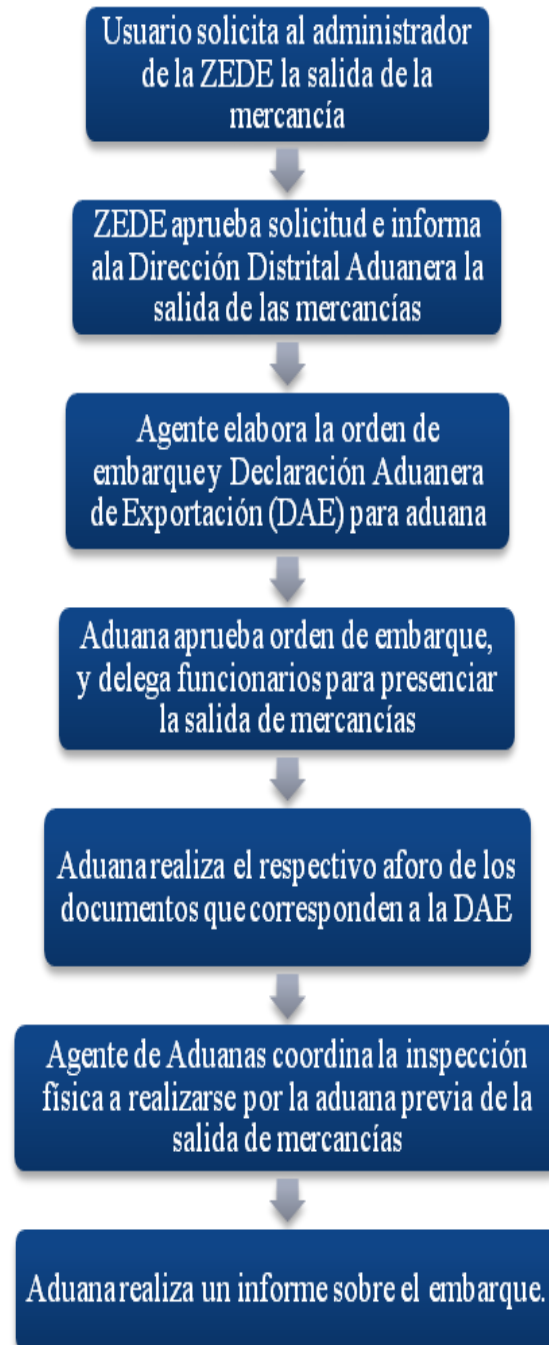 Usuario solicita al administrador
de la ZEDE la salida de la
mercancía
ZEDE aprueba solicitud e informa
ala Dirección Distrital Aduanera la
salida de las mercancías
Agente elabora la orden de
embarque y Declaración Aduanera
de Exportación (DAE) para aduana
Aduana aprueba orden de embarque,
y delega funcionarios para presenciar
la salida de mercancías
Aduana realiza el respectivo aforo de los
documentos que corresponden a la DAE
Agente de Aduanas coordina la inspección
física a realizarse por la aduana previa de la
salida de mercancías
Aduana realiza un informe sobre el embarque.